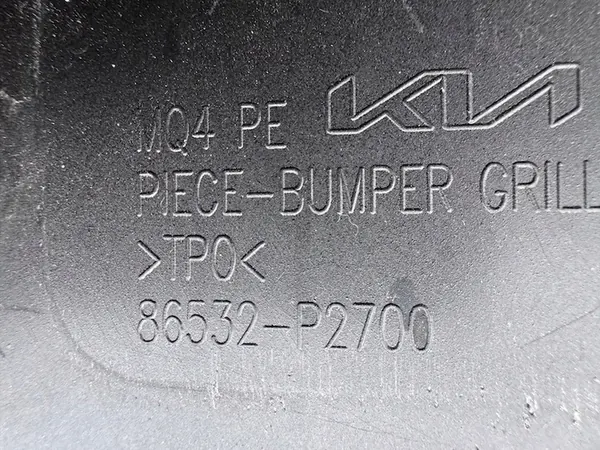 MQ4 PE KIA
PIECE-BUMPER GRILL
>TPO<
86532-P2700